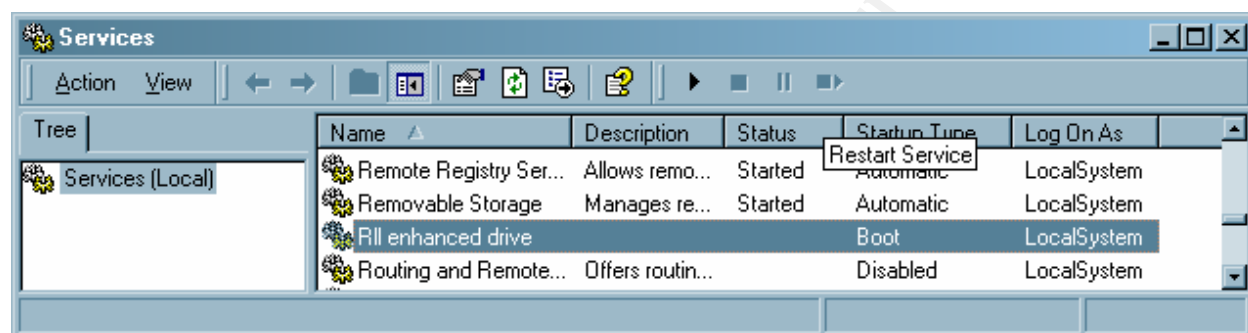 Services
Action View
Tree
Services (Local)
Name Description Status Startup Type Log On As
Restart Service
Remote Registry Ser... Allows remo... Started Automatic LocalSystem
Removable Storage Manages re... Started Automatic LocalSystem
RII enhanced drive Boot LocalSystem
Routing and Remote... Offers routin... Disabled LocalSystem